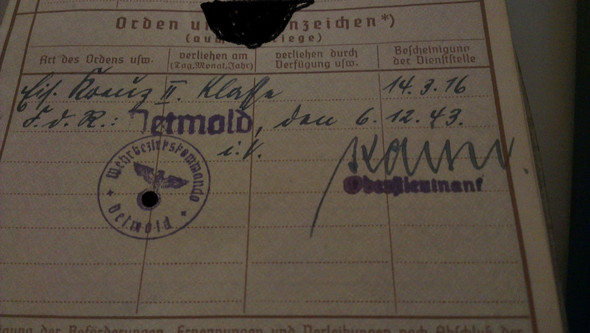 Orden u nzeichen*)
(au iege)
Art des Ordens usw.
verliehen am
(Tag, Monat, Jahr)
verliehen durch
Verfügung usw.
Bescheinigung
der Dienststelle
Eis. Kreuz II. Klasse 14.3.16
F.d.R.: Detmold, den 6.12.43.
i.V.
Wehrbezirkskommando
Detmold
Oberstleutnant
Beförderungen, Ernennungen und Verleihungen nach Abschluß d